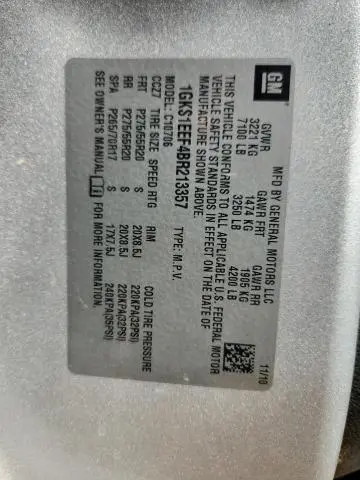 GM
MFD BY GENERAL MOTORS LLC
11/10
GVWR GAWR FRT GAWR RR
3221 KG 1474 KG 1905 KG
7100 LB 3250 LB 4200 LB
THIS VEHICLE CONFORMS TO ALL APPLICABLE U.S. FEDERAL MOTOR
VEHICLE SAFETY STANDARDS IN EFFECT ON THE DATE OF
MANUFACTURE SHOWN ABOVE.
1GKS1EEF4BR213357 TYPE: M.P.V.
MODEL: C10706
CCZ7 TIRE SIZE SPEED RTG RIM COLD TIRE PRESSURE
FRT P275/55R20 S 20X8.5J 220KPA(32PSI)
RR P275/55R20 S 20X8.5J 220KPA(32PSI)
SPA P265/70R17 S 17X7.5J 240KPA(35PSI)
SEE OWNER'S MANUAL FOR MORE INFORMATION.